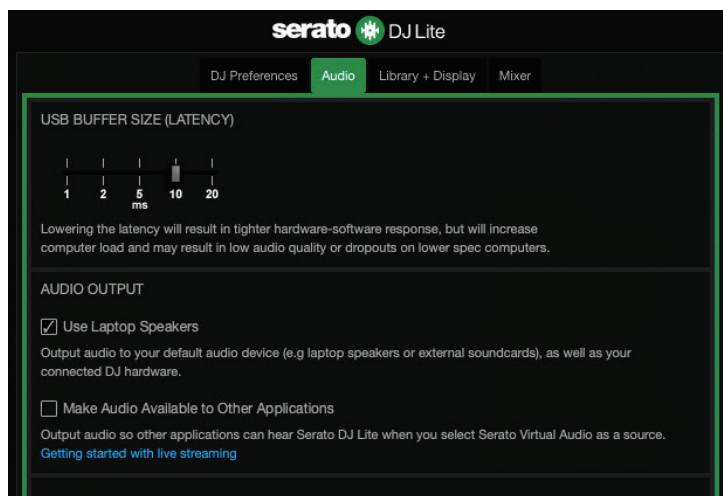 serato DJ Lite
DJ Preferences Audio Library + Display Mixer
USB BUFFER SIZE (LATENCY)
1 2 5 10 20
ms
Lowering the latency will result in tighter hardware-software response, but will increase
computer load and may result in low audio quality or dropouts on lower spec computers.
AUDIO OUTPUT
Use Laptop Speakers
Output audio to your default audio device (e.g laptop speakers or external soundcards), as well as your
connected DJ hardware.
Make Audio Available to Other Applications
Output audio so other applications can hear Serato DJ Lite when you select Serato Virtual Audio as a source.
Getting started with live streaming